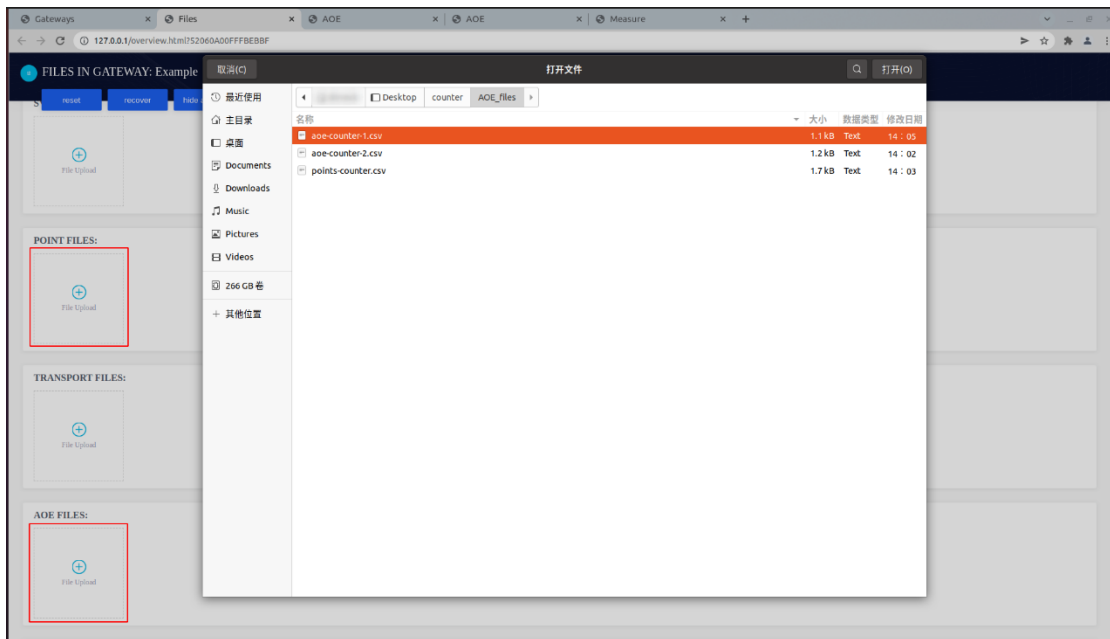 Gateways
Files
AOE
AOE
Measure
127.0.0.1/overview.html?S2060A00FFFBEBBF
FILES IN GATEWAY: Example
reset
recover
hide
File Upload
POINT FILES:
File Upload
TRANSPORT FILES:
File Upload
AOE FILES:
File Upload
取消(C)
打开文件
打开(O)
最近使用
主目录
桌面
Documents
Downloads
Music
Pictures
Videos
266 GB 卷
其他位置
Desktop counter AOE_files
名称 大小 数据类型 修改日期
aoe-counter-1.csv 1.1 kB Text 14：05
aoe-counter-2.csv 1.2 kB Text 14：02
points-counter.csv 1.7 kB Text 14：03